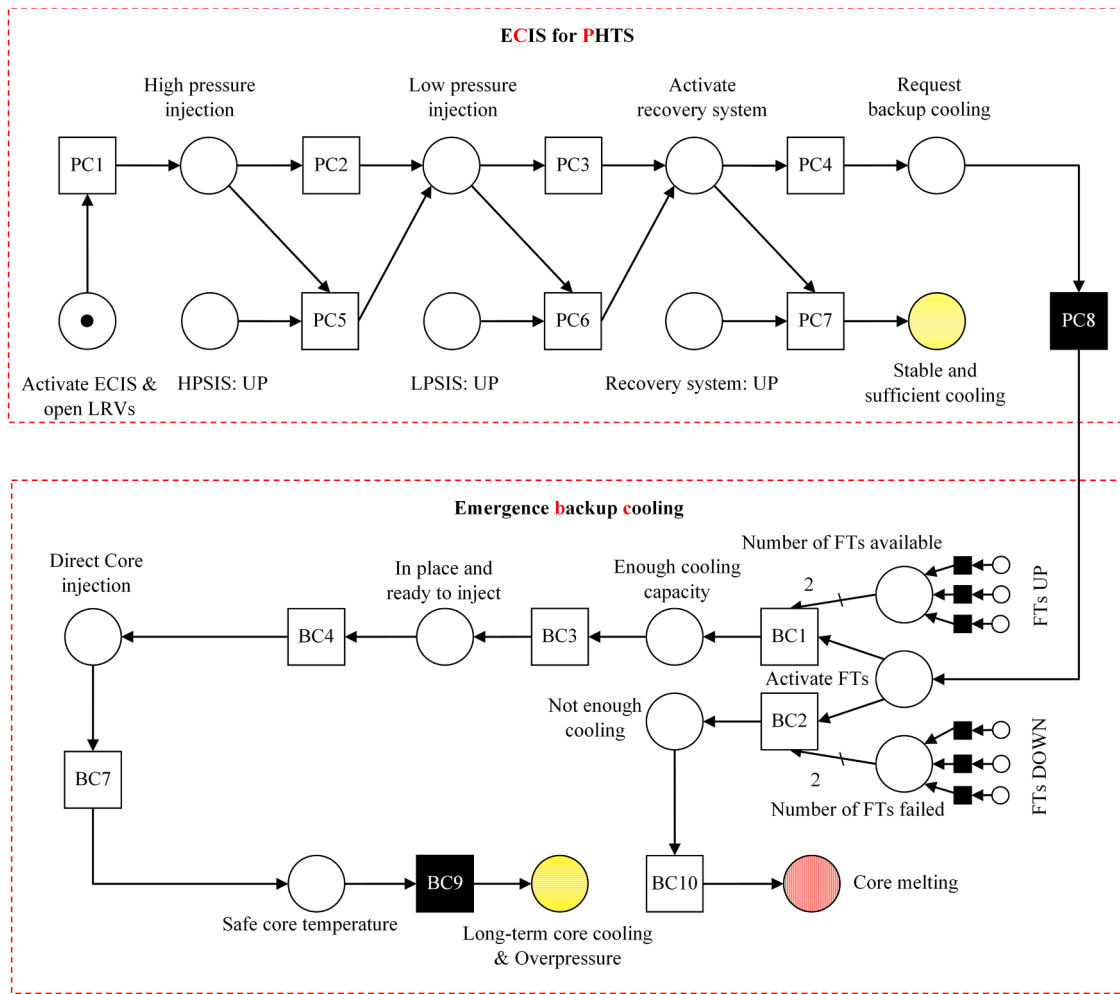 ECIS for PHTS
High pressure
injection
Low pressure
injection
Activate
recovery system
Request
backup cooling
PC1
PC2
PC3
PC4
PC5
PC6
PC7
PC8
Activate ECIS &
open LRVs
HPSIS: UP
LPSIS: UP
Recovery system: UP
Stable and
sufficient cooling
Emergence backup cooling
Direct Core
injection
In place and
ready to inject
Enough cooling
capacity
Number of FTs available
2
FTs UP
BC4
BC3
BC1
Activate FTs
Not enough
cooling
BC2
2
Number of FTs failed
FTs DOWN
BC7
BC9
BC10
Core melting
Safe core temperature
Long-term core cooling
& Overpressure